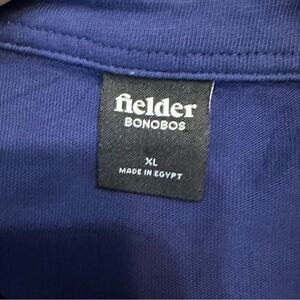 fielder
BONOBOS
XL
MADE IN EGYPT